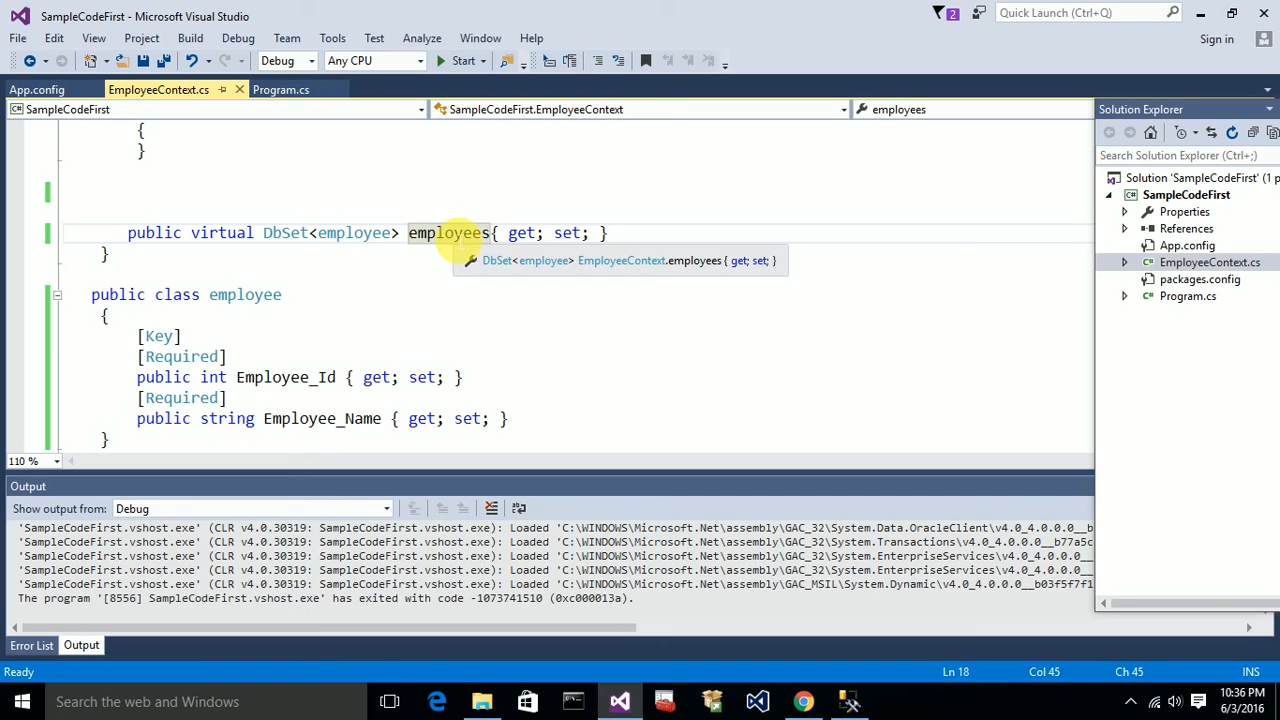 SampleCodeFirst - Microsoft Visual Studio
2
Quick Launch (Ctrl+Q)
File Edit View Project Build Debug Team Tools Test Analyze Window Help
Sign in
Debug Any CPU Start
App.config EmployeeContext.cs Program.cs
SampleCodeFirst SampleCodeFirst.EmployeeContext employees
{
}
public virtual DbSet<employee> employees{ get; set; }
DbSet<employee> EmployeeContext.employees { get; set; }
}
public class employee
{
[Key]
[Required]
public int Employee_Id { get; set; }
[Required]
public string Employee_Name { get; set; }
}
110 %
Solution Explorer
Search Solution Explorer (Ctrl+;)
Solution 'SampleCodeFirst' (1 p
SampleCodeFirst
Properties
References
App.config
EmployeeContext.cs
packages.config
Program.cs
Output
Show output from: Debug
'SampleCodeFirst.vshost.exe' (CLR v4.0.30319: SampleCodeFirst.vshost.exe): Loaded 'C:\WINDOWS\Microsoft.Net\assembly\GAC_32\System.Data.OracleClient\v4.0_4.0.0.0__b
'SampleCodeFirst.vshost.exe' (CLR v4.0.30319: SampleCodeFirst.vshost.exe): Loaded 'C:\WINDOWS\Microsoft.Net\assembly\GAC_32\System.Transactions\v4.0_4.0.0.0__b77a5c
'SampleCodeFirst.vshost.exe' (CLR v4.0.30319: SampleCodeFirst.vshost.exe): Loaded 'C:\WINDOWS\Microsoft.Net\assembly\GAC_32\System.EnterpriseServices\v4.0_4.0.0.0__
'SampleCodeFirst.vshost.exe' (CLR v4.0.30319: SampleCodeFirst.vshost.exe): Loaded 'C:\WINDOWS\Microsoft.Net\assembly\GAC_32\System.EnterpriseServices\v4.0_4.0.0.0__
'SampleCodeFirst.vshost.exe' (CLR v4.0.30319: SampleCodeFirst.vshost.exe): Loaded 'C:\WINDOWS\Microsoft.Net\assembly\GAC_MSIL\System.Dynamic\v4.0_4.0.0.0__b03f5f7f1
The program '[8556] SampleCodeFirst.vshost.exe' has exited with code -1073741510 (0xc000013a).
Error List Output
Ready Ln 18 Col 45 Ch 45 INS
Search the web and Windows
10:36 PM
6/3/2016